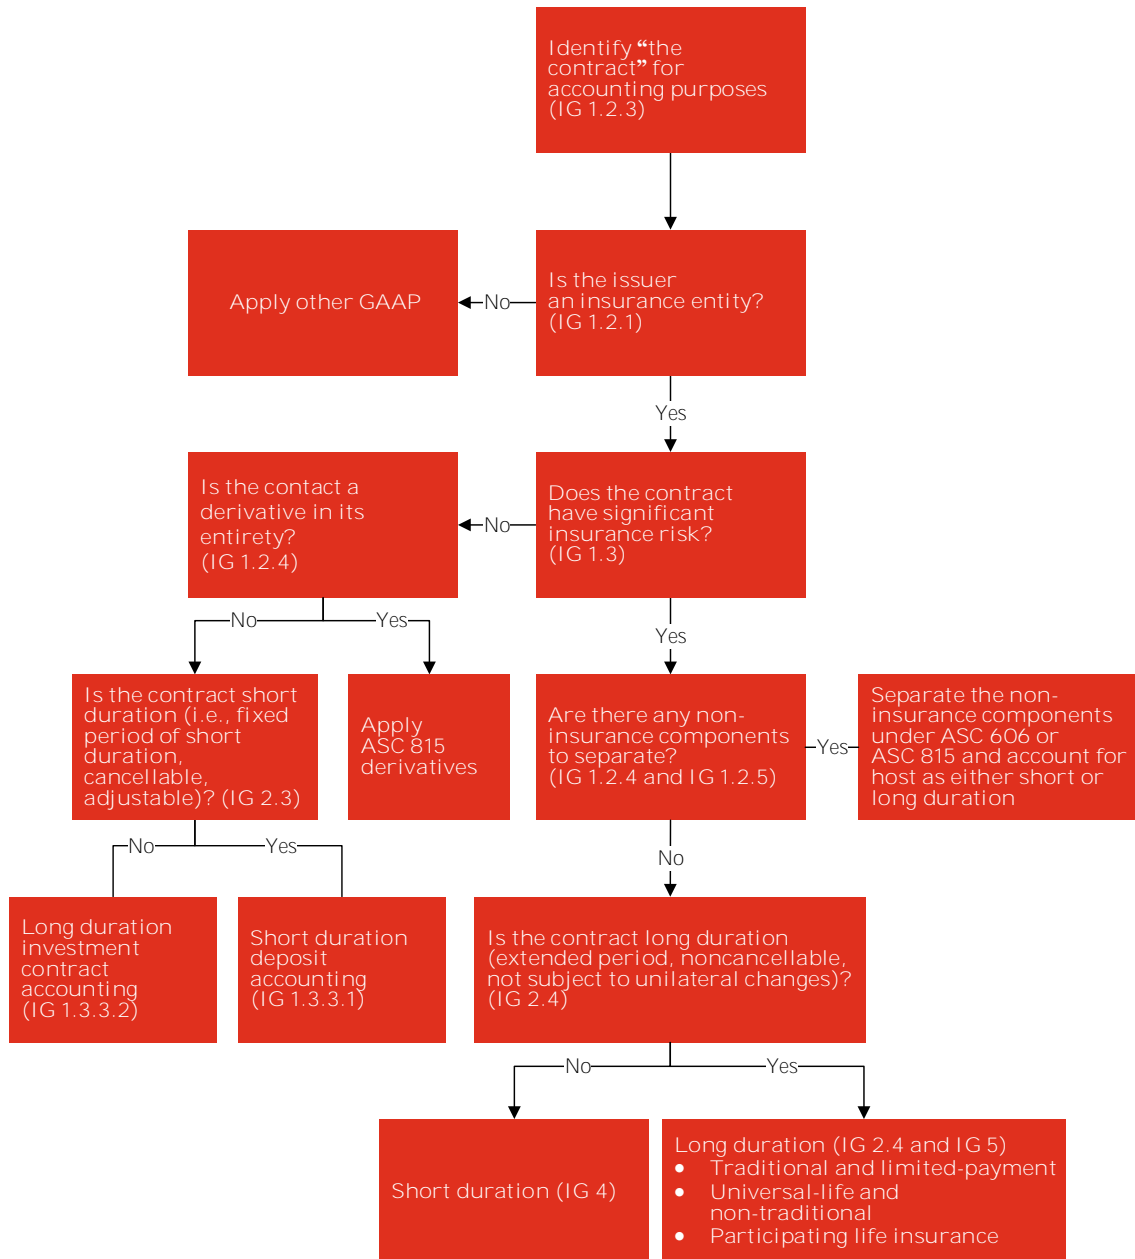 Identify “the
contract” for
accounting purposes
(IG 1.2.3)
Apply other GAAP
No
Is the issuer
an insurance entity?
(IG 1.2.1)
Yes
Is the contact a
derivative in its
entirety?
(IG 1.2.4)
No
Does the contract
have significant
insurance risk?
(IG 1.3)
No
Yes
Yes
Is the contract short
duration (i.e., fixed
period of short
duration,
cancellable,
adjustable)? (IG 2.3)
Apply
ASC 815
derivatives
Are there any non-
insurance components
to separate?
(IG 1.2.4 and IG 1.2.5)
Yes
Separate the non-
insurance components
under ASC 606 or
ASC 815 and account for
host as either short or
long duration
No
Yes
No
Long duration
investment
contract
accounting
(IG 1.3.3.2)
Short duration
deposit
accounting
(IG 1.3.3.1)
Is the contract long duration
(extended period, noncancellable,
not subject to unilateral changes)?
(IG 2.4)
No
Yes
Short duration (IG 4)
Long duration (IG 2.4 and IG 5)
• Traditional and limited-payment
• Universal-life and
non-traditional
• Participating life insurance